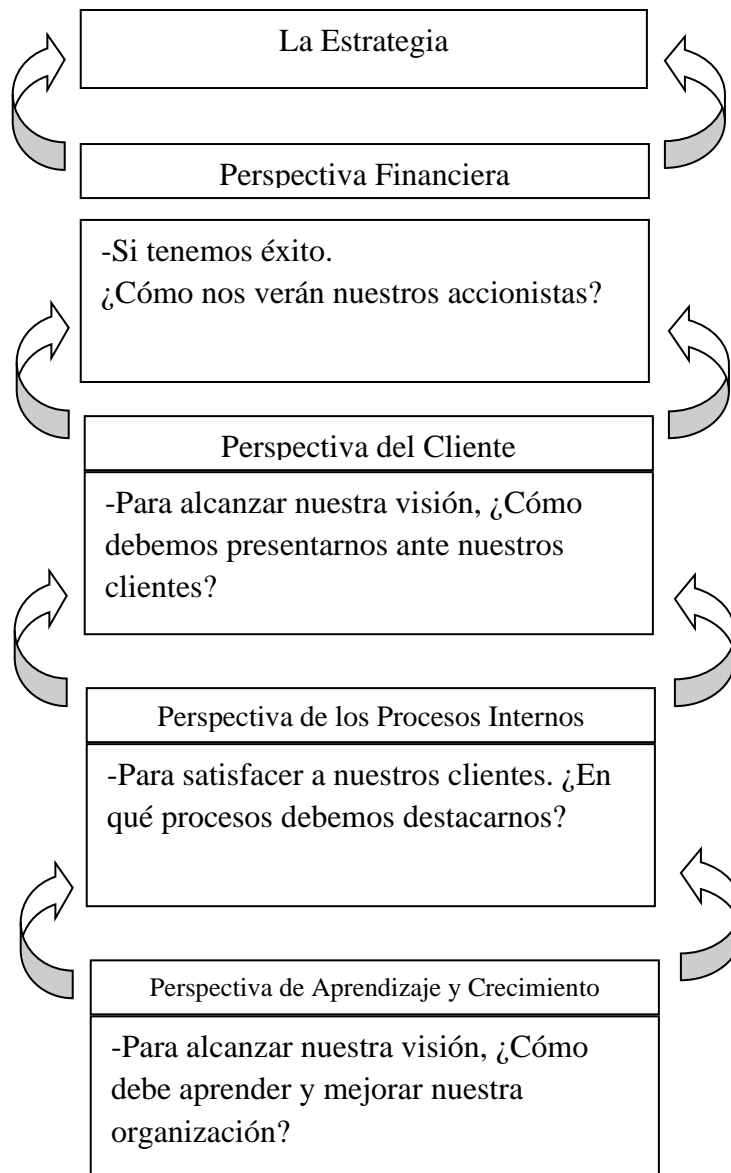 La Estrategia
Perspectiva Financiera
-Si tenemos éxito.
¿Cómo nos verán nuestros accionistas?
Perspectiva del Cliente
-Para alcanzar nuestra visión, ¿Cómo
debemos presentarnos ante nuestros
clientes?
Perspectiva de los Procesos Internos
-Para satisfacer a nuestros clientes. ¿En
qué procesos debemos destacarnos?
Perspectiva de Aprendizaje y Crecimiento
-Para alcanzar nuestra visión, ¿Cómo
debe aprender y mejorar nuestra
organización?